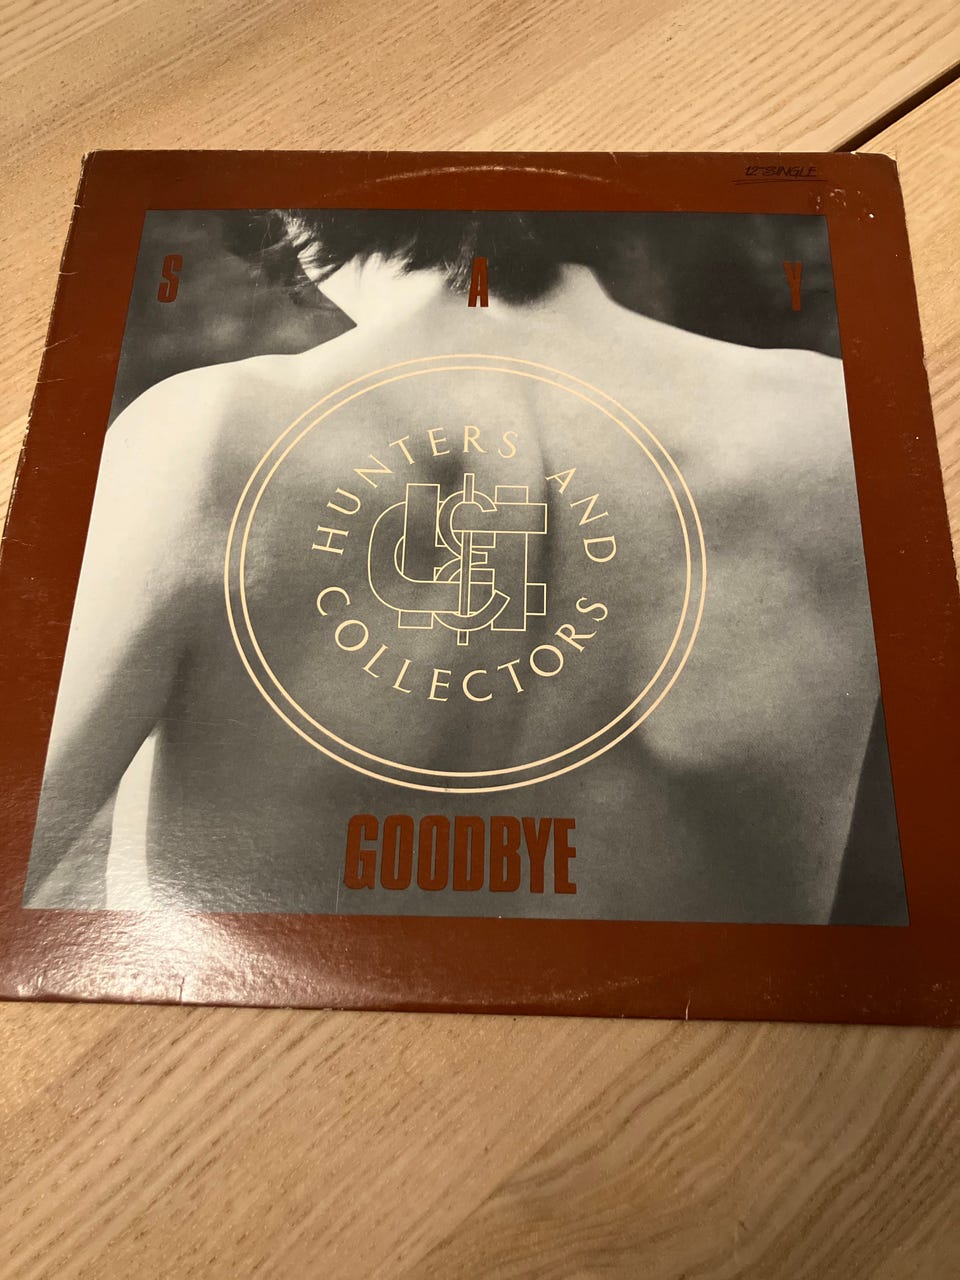 12" SINGLE
S A Y
HUNTERS AND
COLLECTORS
GOODBYE